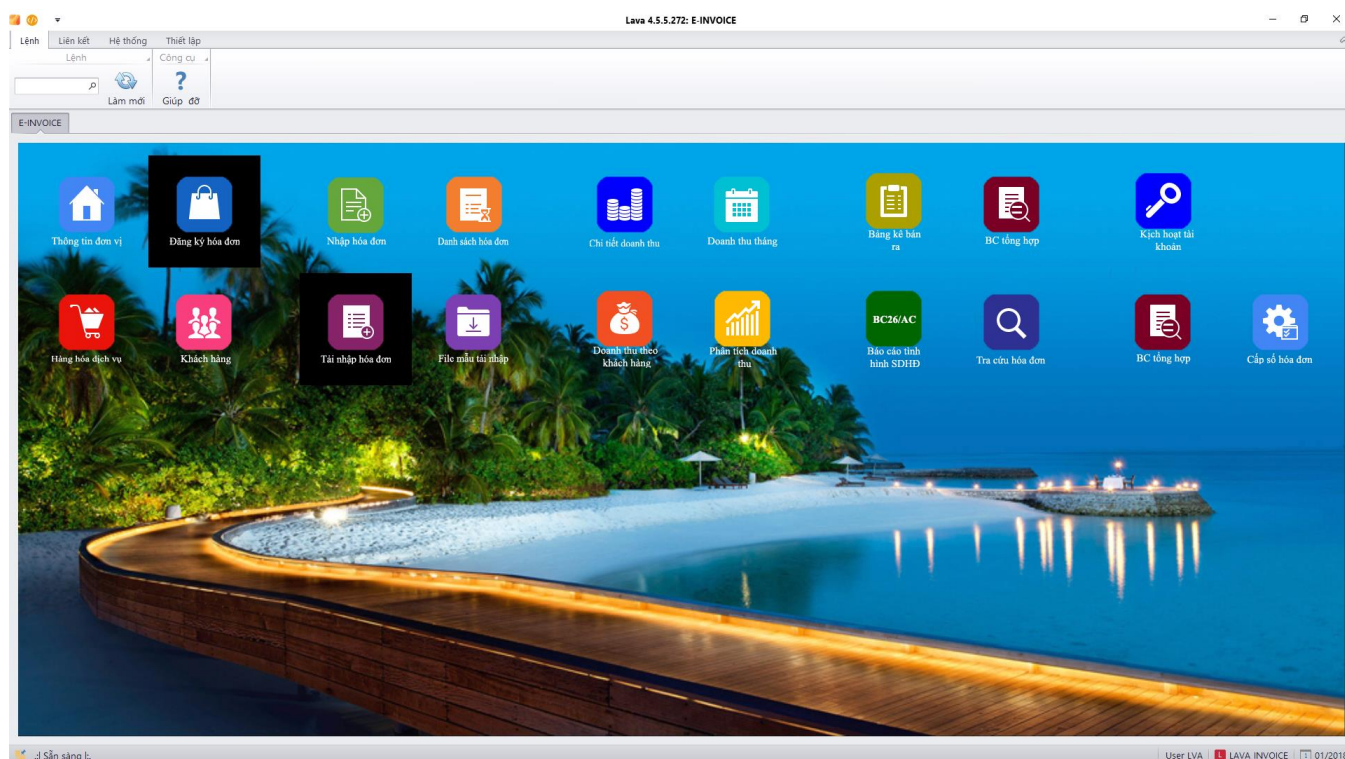 Lava 4.5.5.272: E-INVOICE
Lệnh Liên kết Hệ thống Thiết lập
Lệnh Công cụ
Làm mới Giúp đỡ
E-INVOICE
Thông tin đơn vị Đăng ký hóa đơn Nhập hóa đơn Danh sách hóa đơn Chi tiết doanh thu Doanh thu tháng Bảng kê bán BC tổng hợp Kịch hoạt tài
ra khoản
BC26/AC
Hàng hóa dịch vụ Khách hàng Tải nhập hóa đơn File mẫu tải nhập Doanh thu theo Phân tích doanh Báo cáo tình Tra cứu hóa đơn BC tổng hợp Cấp số hóa đơn
khách hàng thu hình SDHĐ
.:| Sẵn sàng |:. User LVA L LAVA INVOICE 1 01/2018